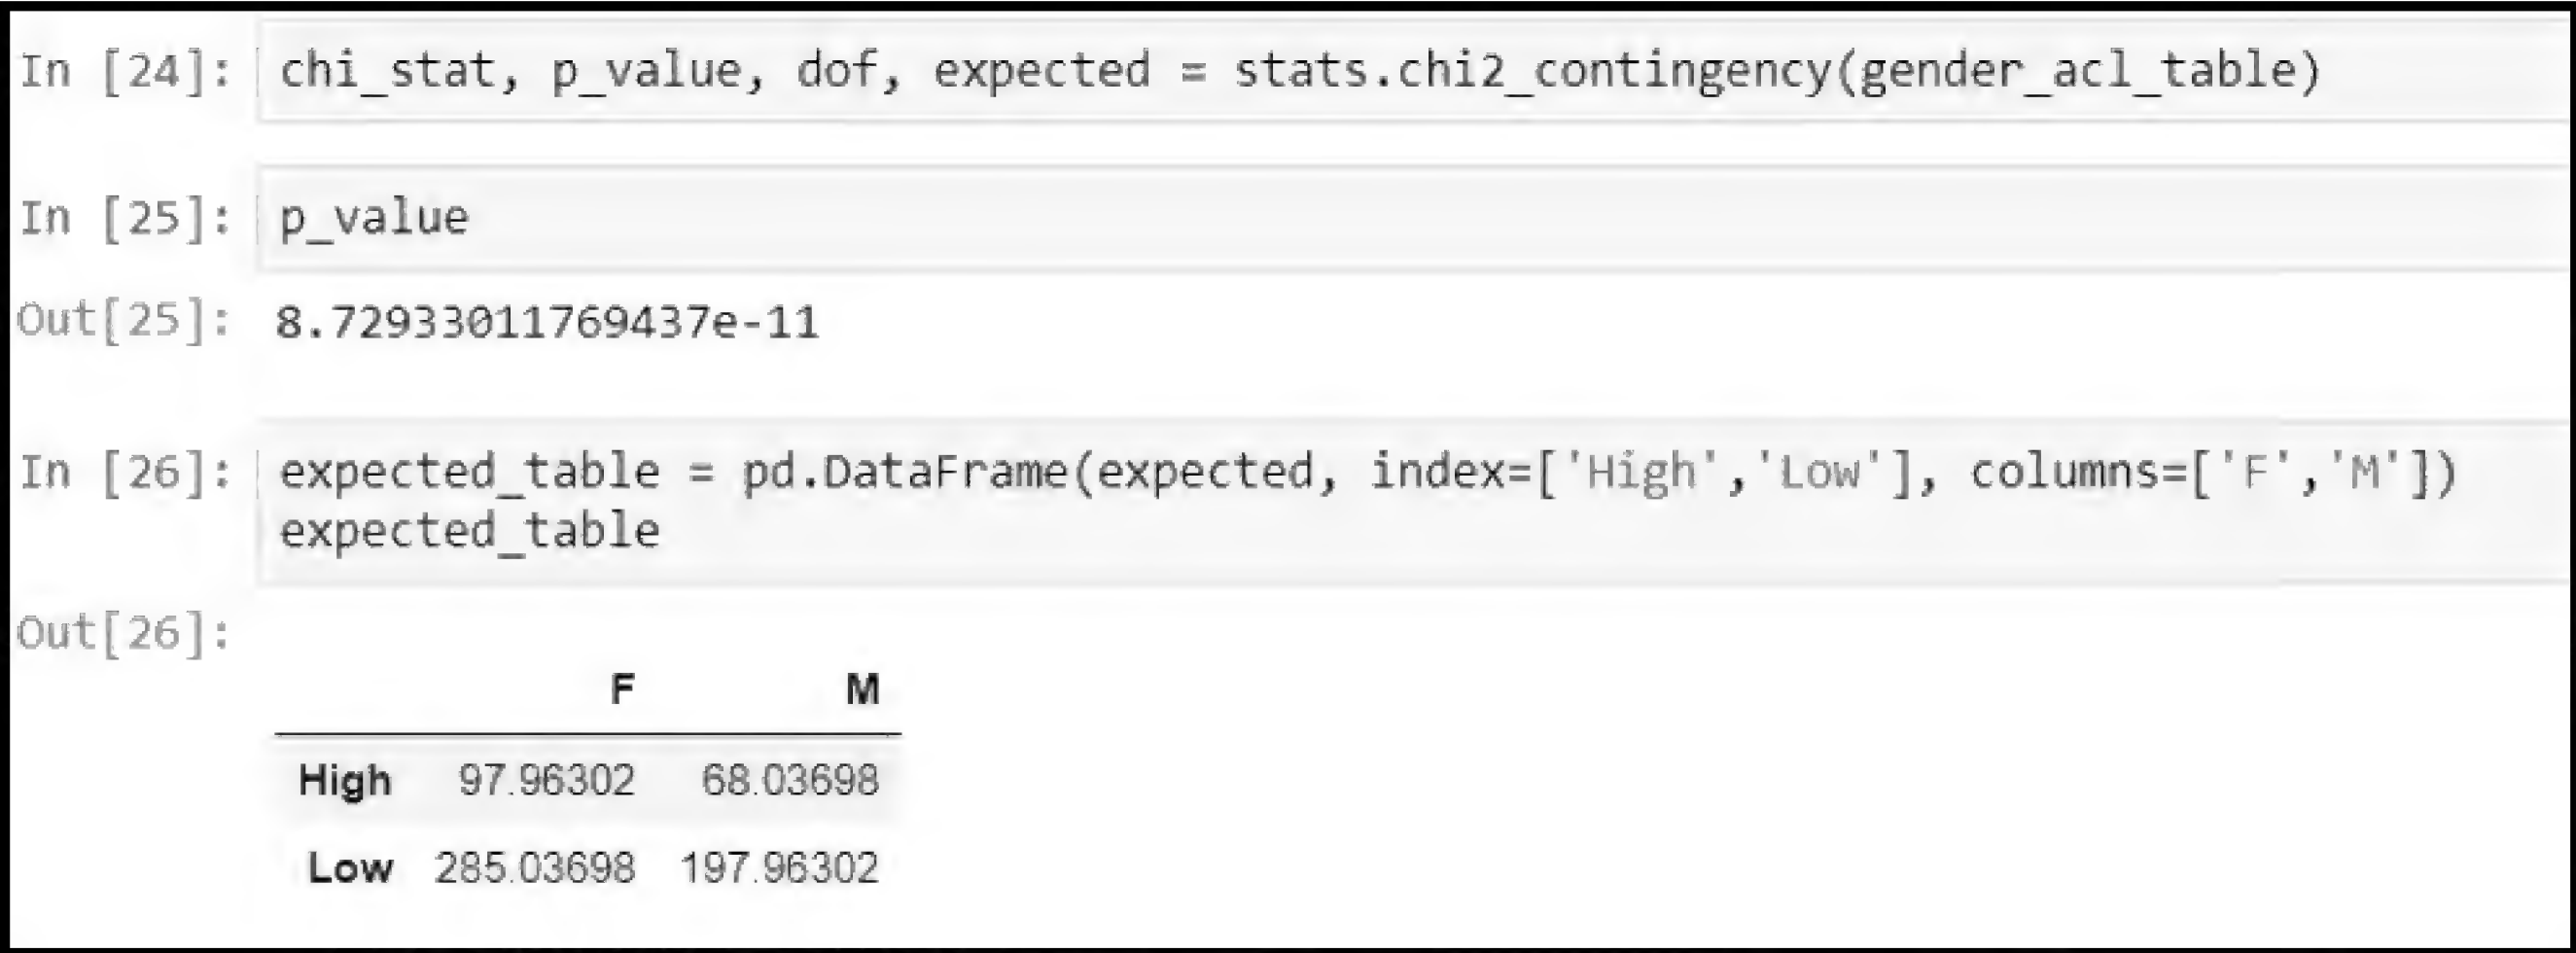 In [24]: chi_stat, p_value, dof, expected = stats.chi2_contingency(gender_acl_table)
In [25]: p_value
Out[25]: 8.72933011769437e-11
In [26]: expected_table = pd.DataFrame(expected, index=['High','Low'], columns=['F','M'])
expected_table
Out[26]:
F M
High 97.96302 68.03698
Low 285.03698 197.96302